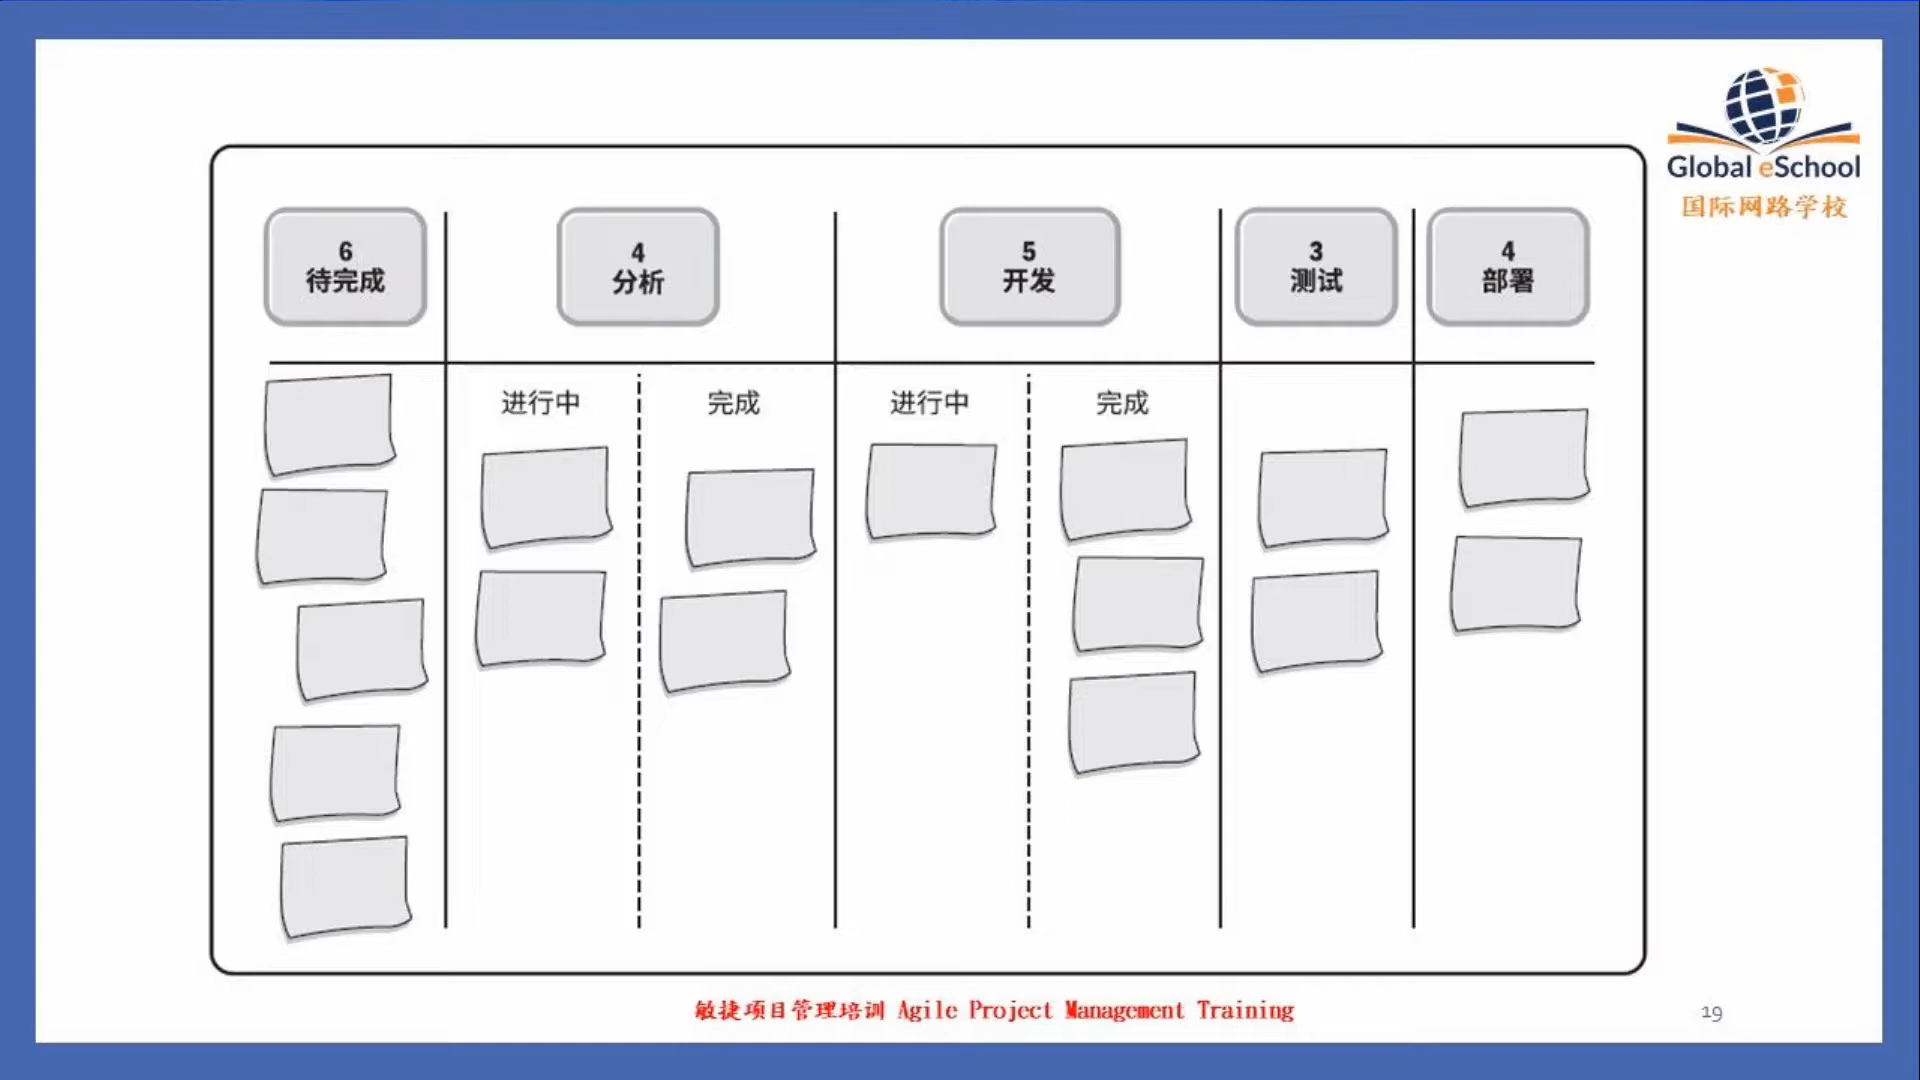 Global eSchool
国际网路学校
6
待完成
4
分析
5
开发
3
测试
4
部署
进行中
完成
进行中
完成
敏捷项目管理培训 Agile Project Management Training
19